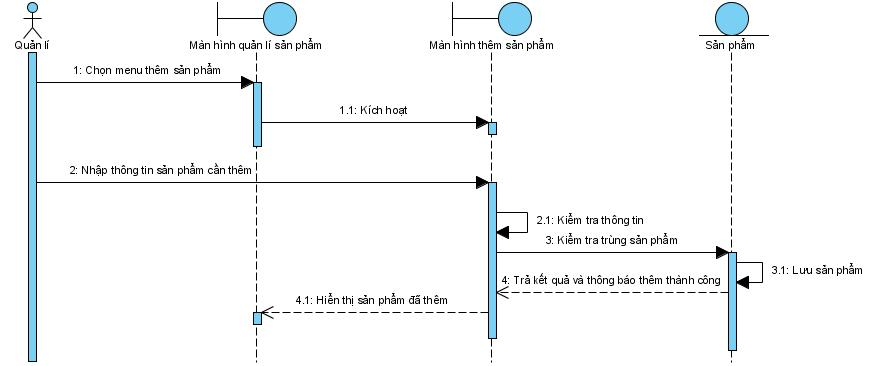 Quản lí
Màn hình quản lí sản phẩm
Màn hình thêm sản phẩm
Sản phẩm
1: Chọn menu thêm sản phẩm
1.1: Kích hoạt
2: Nhập thông tin sản phẩm cần thêm
2.1: Kiểm tra thông tin
3: Kiểm tra trùng sản phẩm
3.1: Lưu sản phẩm
4: Trả kết quả và thông báo thêm thành công
4.1: Hiển thị sản phẩm đã thêm